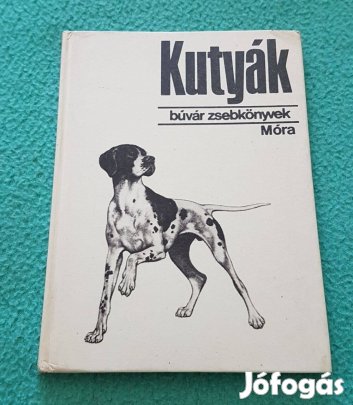 Kutyák
búvár zsebkönyvek
Móra
Jófogás